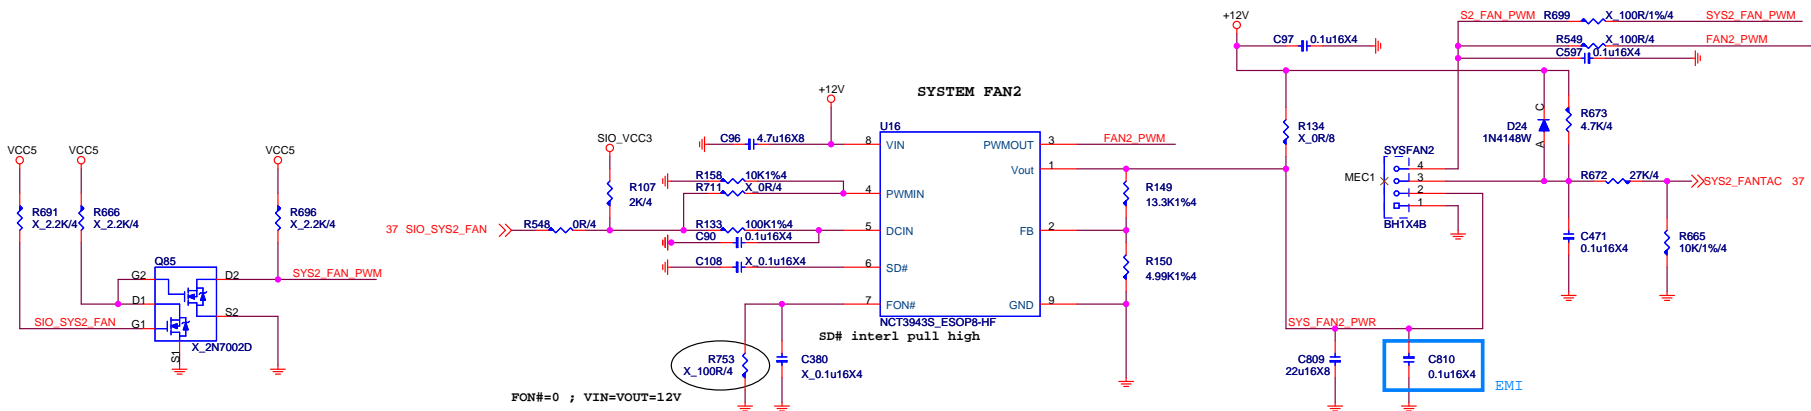 VCC5
VCC5
VCC5
R691
X_2.2K/4
R666
X_2.2K/4
R696
X_2.2K/4
Q85
G2
D2
SYS2_FAN_PWM
D1
S2
SIO_SYS2_FAN
G1
S1
X_2N7002D
SYSTEM FAN2
+12V
SIO_VCC3
R107
2K/4
37 SIO_SYS2_FAN
R548
0R/4
C96
4.7u16X8
R158
10K1%4
R711
X_0R/4
R133
100K1%4
C90
0.1u16X4
C108
X_0.1u16X4
U16
8
VIN
PWMOUT
3
FAN2_PWM
Vout
1
4
PWMIN
5
DCIN
FB
2
6
SD#
7
FON#
GND
9
NCT3943S_ESOP8-HF
SD# interl pull high
R753
X_100R/4
C380
X_0.1u16X4
FON#=0 ; VIN=VOUT=12V
R149
13.3K1%4
R150
4.99K1%4
+12V
C97
0.1u16X4
R134
X_0R/8
S2_FAN_PWM
R699
X_100R/1%/4
SYS2_FAN_PWM
R549
X_100R/4
FAN2_PWM
C597
0.1u16X4
D24
1N4148W
C
A
R673
4.7K/4
SYSFAN2
MEC1
4
3
2
1
BH1X4B
R672
27K/4
SYS2_FANTAC 37
C471
0.1u16X4
R665
10K/1%/4
SYS_FAN2_PWR
C809
22u16X8
C810
0.1u16X4
EMI